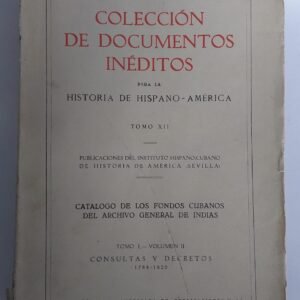 COLECCIÓN
DE DOCUMENTOS
INÉDITOS
PARA LA
HISTORIA DE HISPANO-AMÉRICA
TOMO XII
PUBLICACIONES DEL INSTITUTO HISPANO-CUBANO
DE HISTORIA DE AMÉRICA (SEVILLA)
CATALOGO DE LOS FONDOS CUBANOS
DEL ARCHIVO GENERAL DE INDIAS
TOMO I.—VOLUMEN II
CONSULTAS Y DECRETOS